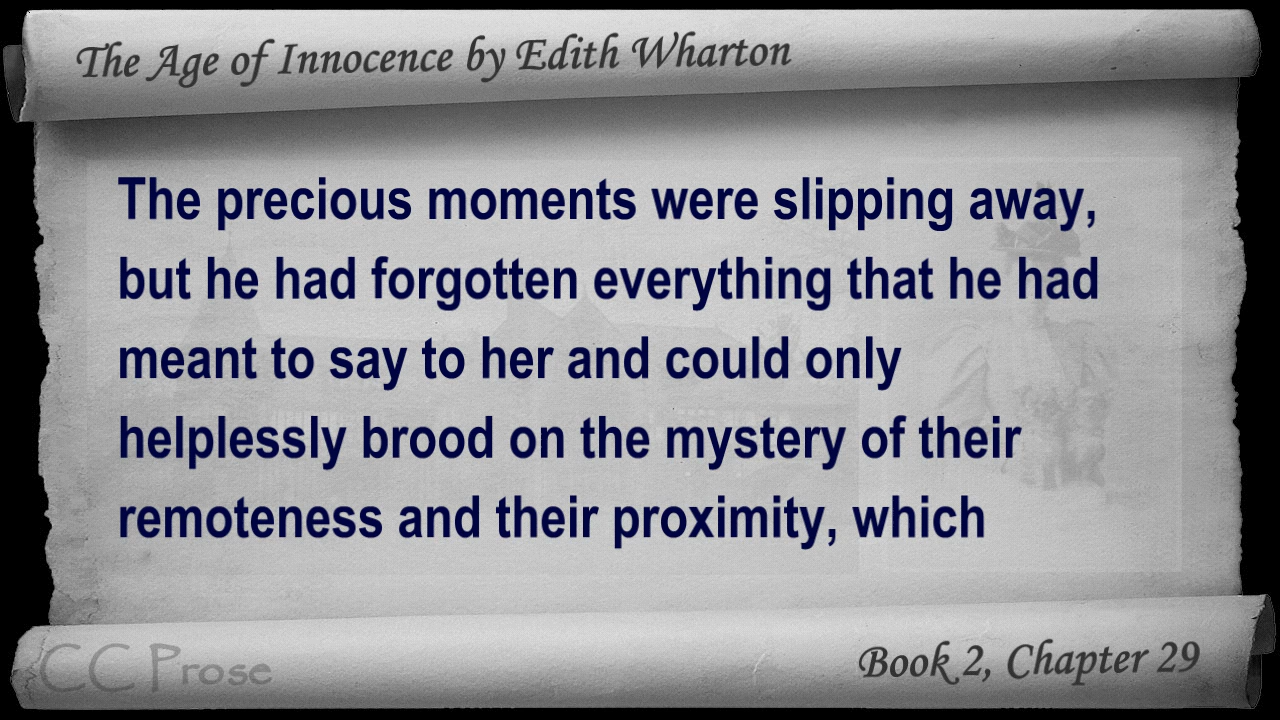 The Age of Innocence by Edith Wharton
The precious moments were slipping away,
but he had forgotten everything that he had
meant to say to her and could only
helplessly brood on the mystery of their
remoteness and their proximity, which
CC Prose
Book 2, Chapter 29